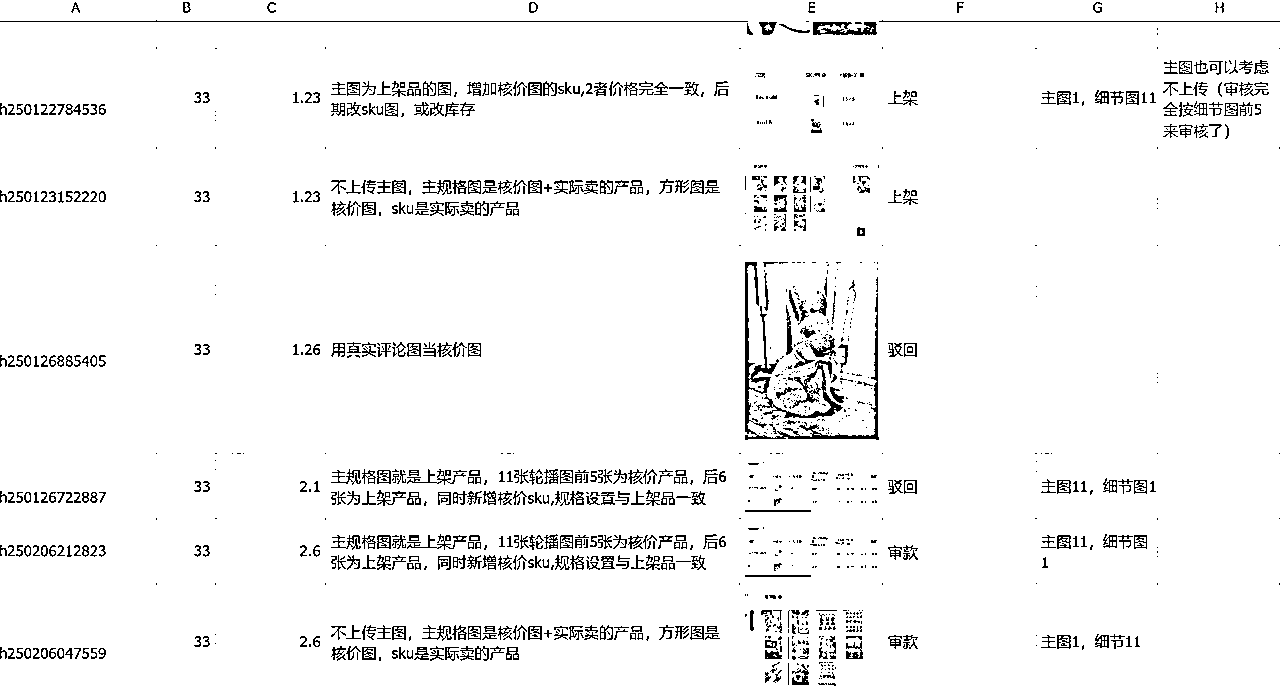 A B C D E F G H
h250122784536 33 1.23 主图为上架品的图，增加核价图的sku,2者价格完全一致，后 上架 主图1，细节图11 主图也可以考虑
期改sku图，或改库存 不上传（审核完
全按细节图前5
来审核了）
h250123152220 33 1.23 不上传主图，主规格图是核价图+实际卖的产品，方形图是 上架
核价图，sku是实际卖的产品
h250126885405 33 1.26 用真实评论图当核价图 驳回
h250126722887 33 2.1 主规格图就是上架产品，11张轮播图前5张为核价产品，后6 驳回 主图11，细节图1
张为上架产品，同时新增核价sku,规格设置与上架品一致
h250206212823 33 2.6 主规格图就是上架产品，11张轮播图前5张为核价产品，后6 审款 主图11，细节图
张为上架产品，同时新增核价sku,规格设置与上架品一致 1
h250206047559 33 2.6 不上传主图，主规格图是核价图+实际卖的产品，方形图是 审款 主图1，细节11
核价图，sku是实际卖的产品